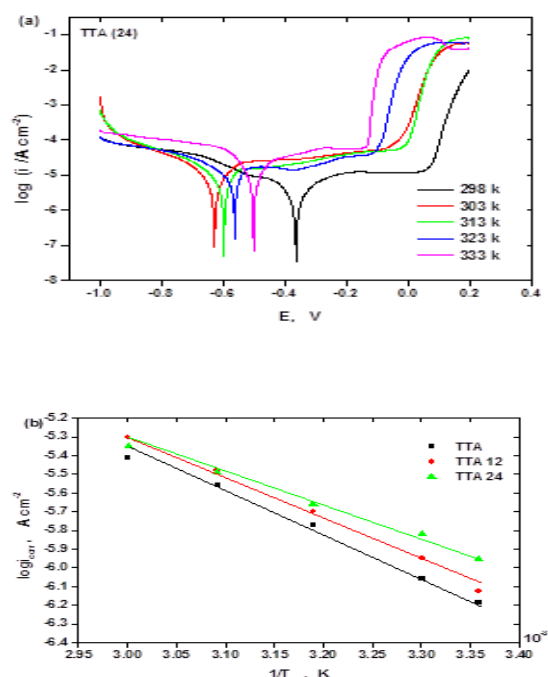 (a)
TTA (24)
log (i /A cm-2)
-1
-2
-3
-4
-5
-6
-7
-8
298 k
303 k
313 k
323 k
333 k
-1.0 -0.8 -0.6 -0.4 -0.2 0.0 0.2 0.4
E, V
(b)
logicorr, A cm-2
-5.2
-5.3
-5.4
-5.5
-5.6
-5.7
-5.8
-5.9
-6.0
-6.1
-6.2
-6.3
-6.4
TTA
TTA 12
TTA 24
2.95 3.00 3.05 3.10 3.15 3.20 3.25 3.30 3.35 3.40
1/T , K